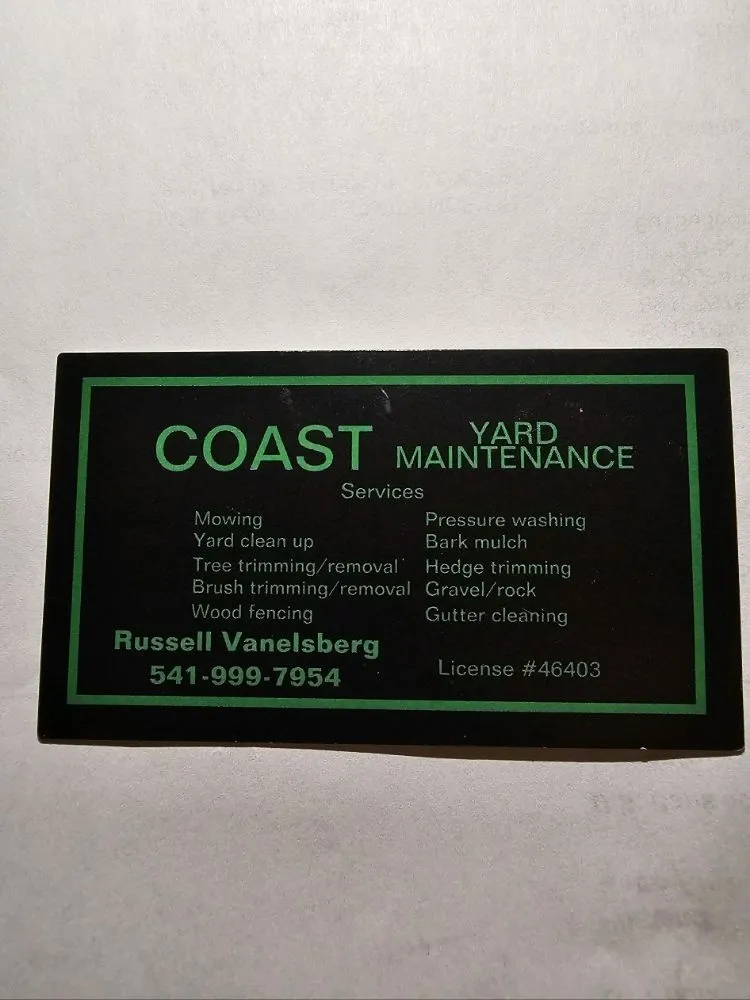 COAST YARD MAINTENANCE
Services
Mowing
Yard clean up
Tree trimming/removal
Brush trimming/removal
Wood fencing
Pressure washing
Bark mulch
Hedge trimming
Gravel/rock
Gutter cleaning
Russell Vanelsberg
541-999-7954
License #46403